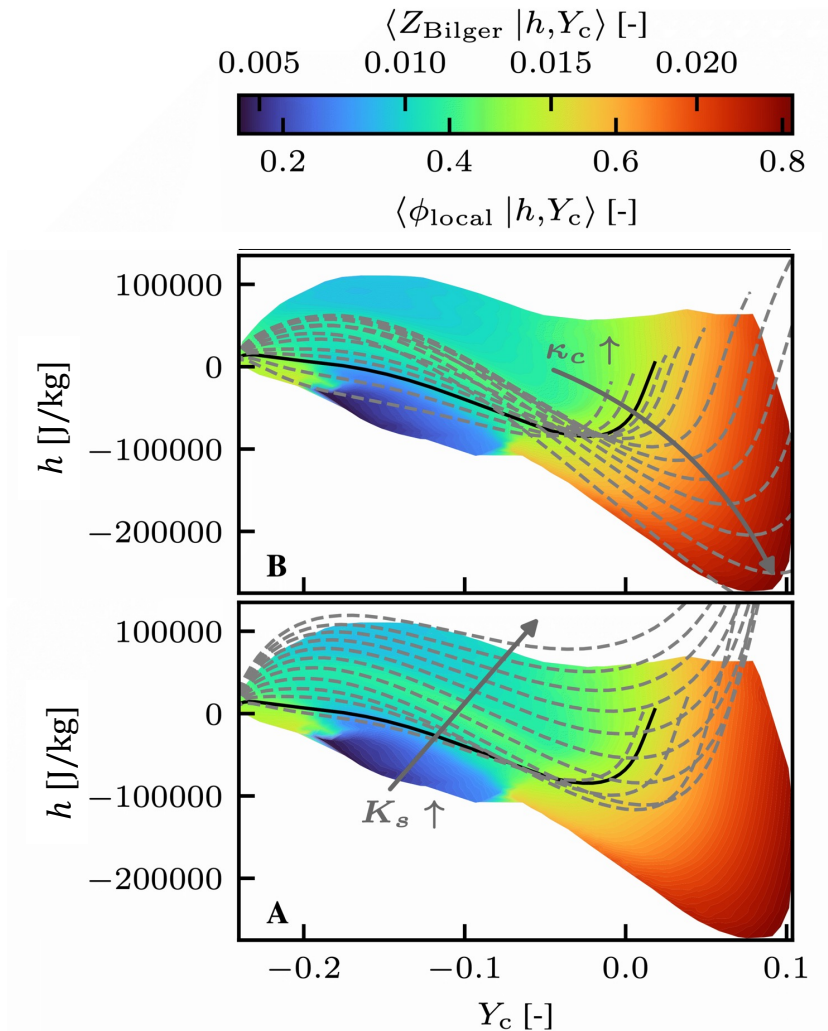 ⟨Z_Bilger |h,Y_c⟩ [-]
0.005 0.010 0.015 0.020
0.2 0.4 0.6 0.8
⟨ϕ_local |h,Y_c⟩ [-]
100000
0
−100000
−200000
h [J/kg]
κ_c ↑
B
100000
0
−100000
−200000
h [J/kg]
K_s ↑
A
−0.2 −0.1 0.0 0.1
Y_c [-]